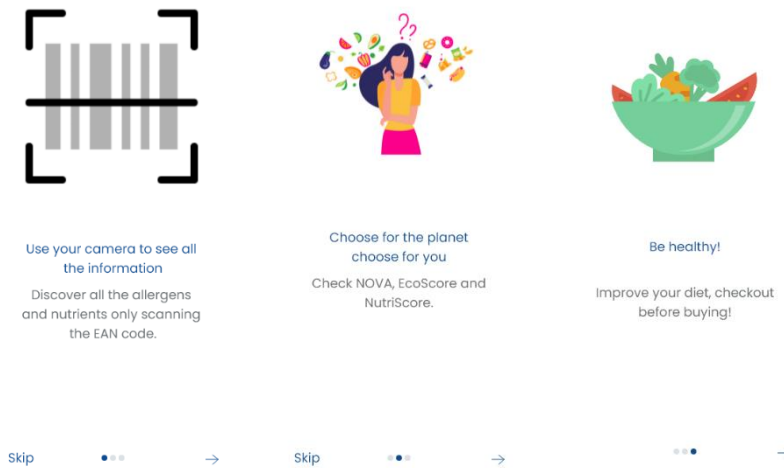 Use your camera to see all
the information
Discover all the allergens
and nutrients only scanning
the EAN code.
Skip
Choose for the planet
choose for you
Check NOVA, EcoScore and
NutriScore.
Skip
Be healthy!
Improve your diet, checkout
before buying!